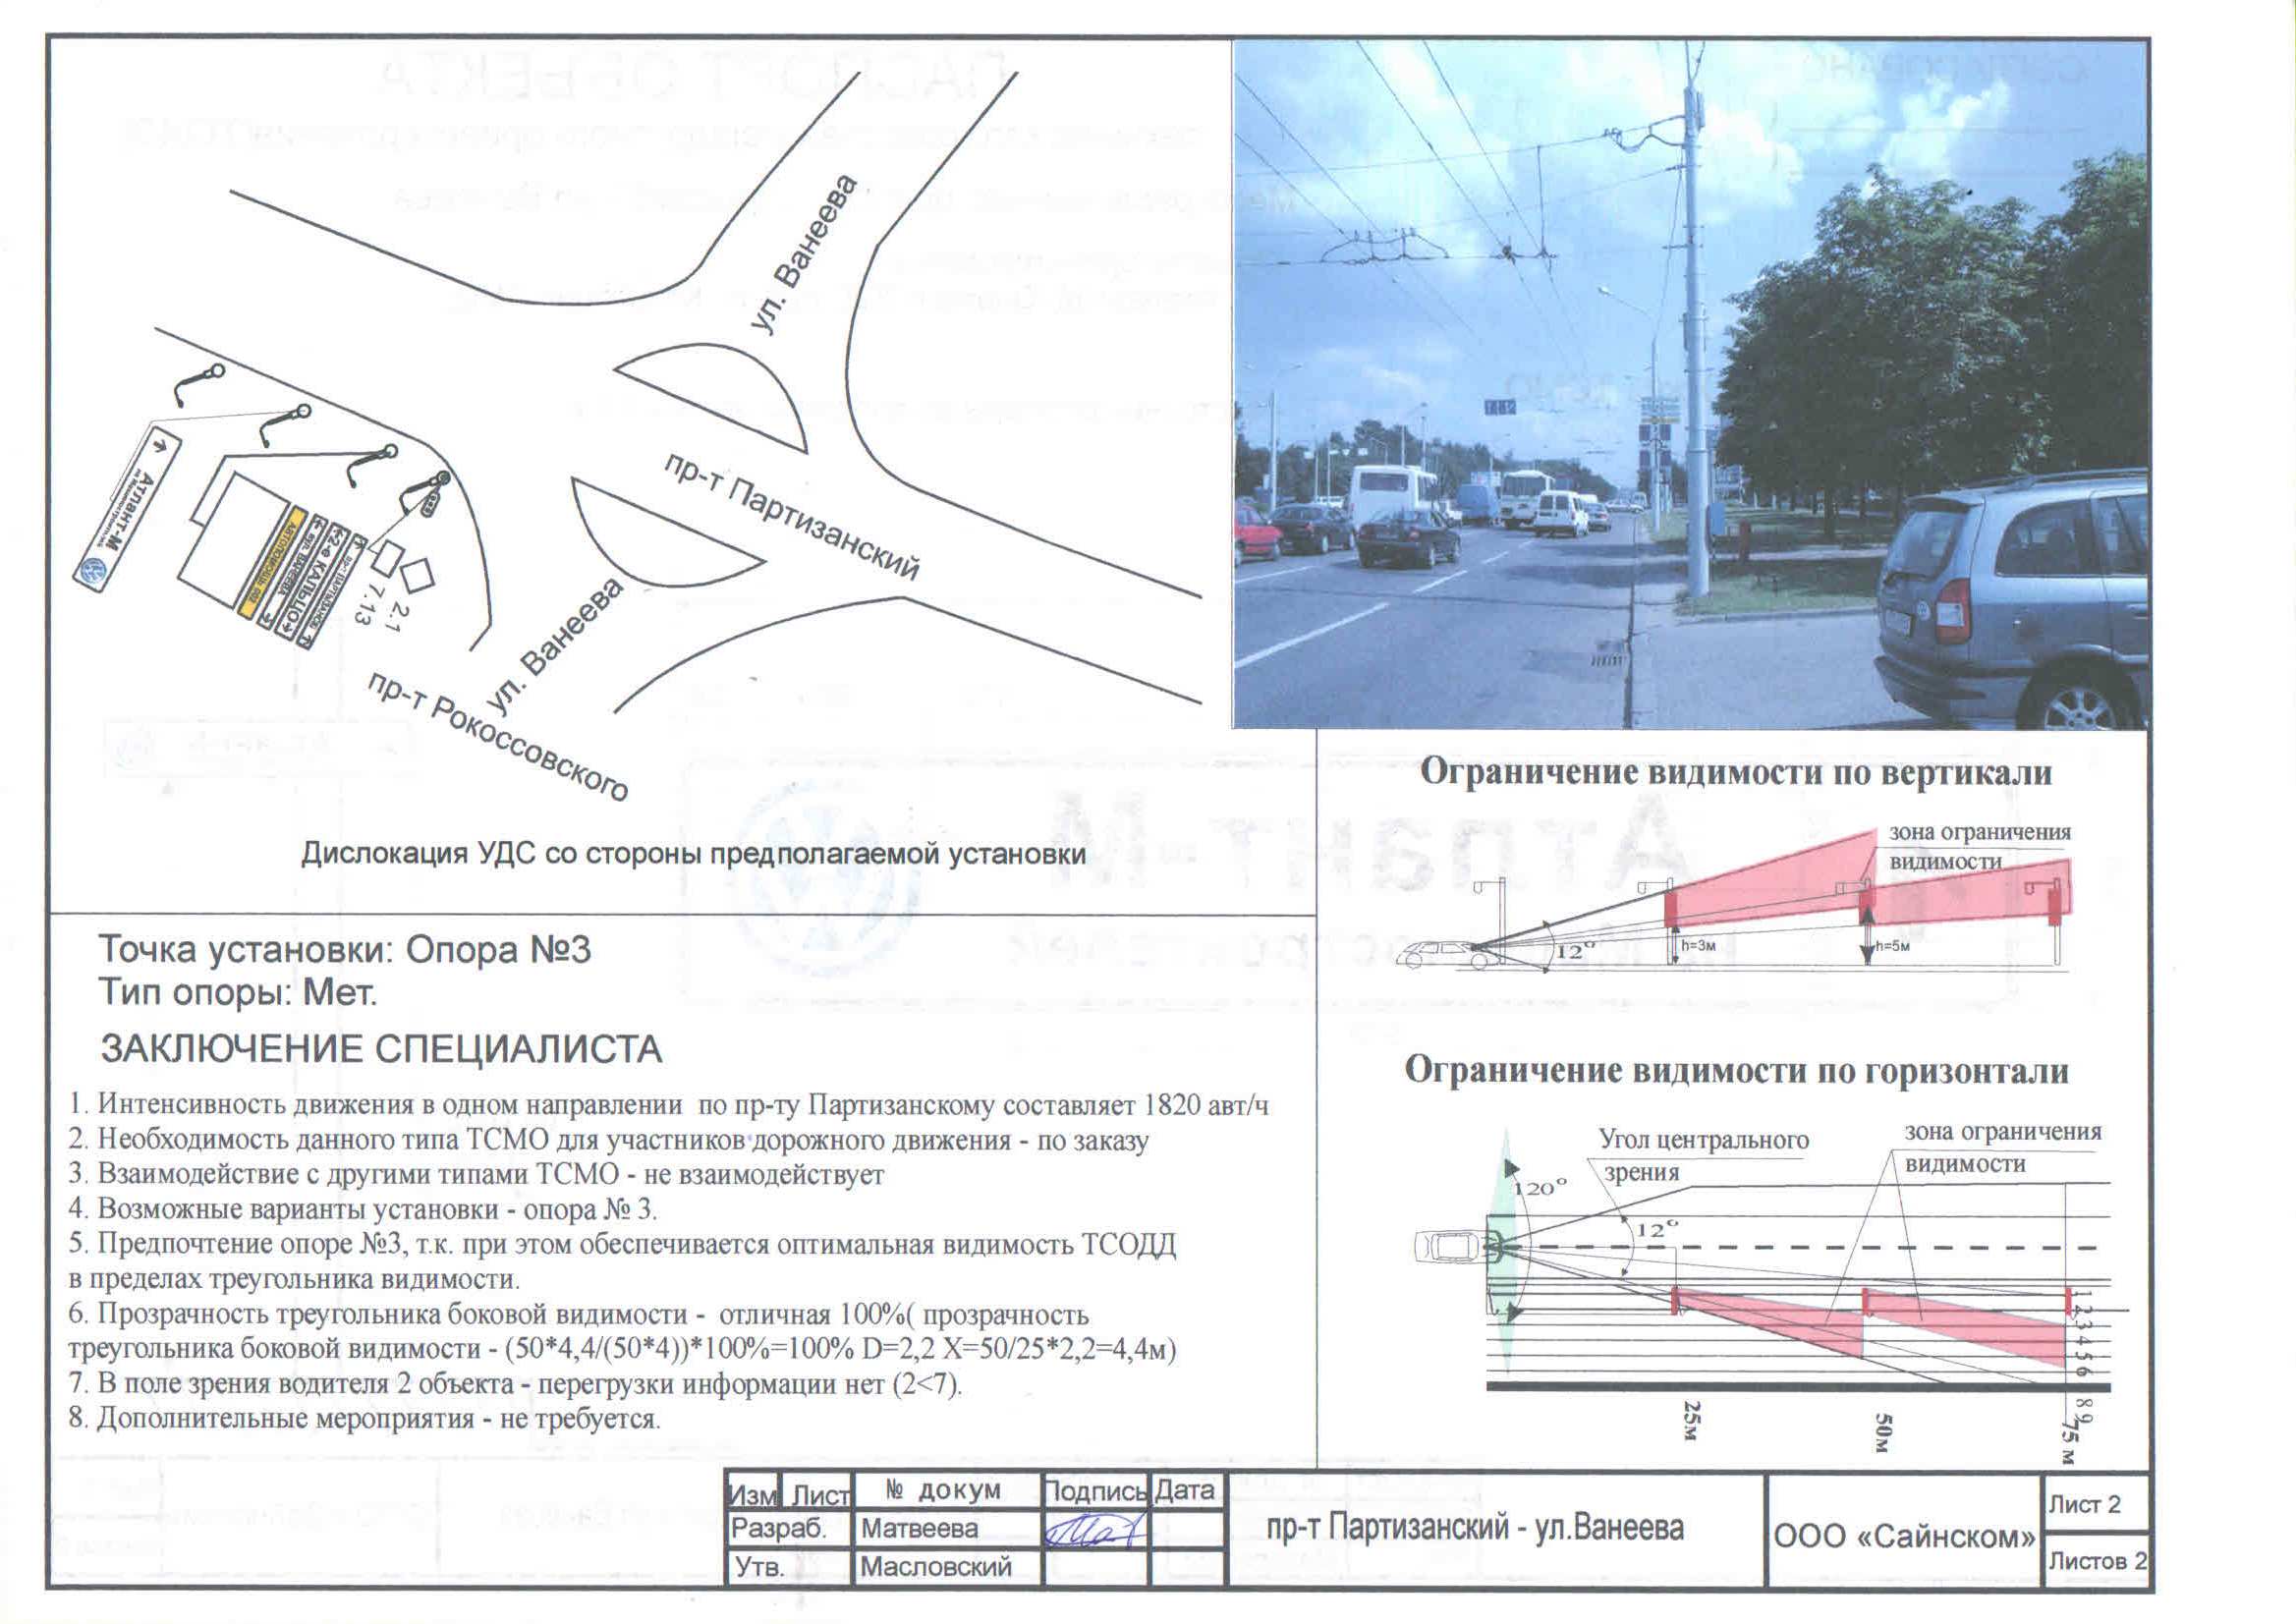 ул. Ванеева
пр-т Партизанский
ул. Ванеева
пр-т Рокоссовского
Атлант-М
АВТОПОМОЩЬ 002
вул. ВАНЕЕВА
2-е КАЛЬЦО
7.13
2.1
Дислокация УДС со стороны предполагаемой установки
Точка установки: Опора №3
Тип опоры: Мет.
ЗАКЛЮЧЕНИЕ СПЕЦИАЛИСТА
1. Интенсивность движения в одном направлении по пр-ту Партизанскому составляет 1820 авт/ч
2. Необходимость данного типа ТСМО для участников дорожного движения - по заказу
3. Взаимодействие с другими типами ТСМО - не взаимодействует
4. Возможные варианты установки - опора № 3.
5. Предпочтение опоре №3, т.к. при этом обеспечивается оптимальная видимость ТСОДД
в пределах треугольника видимости.
6. Прозрачность треугольника боковой видимости - отличная 100%( прозрачность
треугольника боковой видимости - (50*4,4/(50*4))*100%=100% D=2,2 X=50/25*2,2=4,4м)
7. В поле зрения водителя 2 объекта - перегрузки информации нет (2<7).
8. Дополнительные мероприятия - не требуется.
Ограничение видимости по вертикали
зона ограничения
видимости
12°
h=3м
h=5м
Ограничение видимости по горизонтали
Угол центрального
зрения
зона ограничения
видимости
120°
12°
1 2 3 4 5 6 8 9
25м
50м
75 м
Изм Лист № докум Подпись Дата
Разраб. Матвеева
Утв. Масловский
пр-т Партизанский - ул.Ванеева
ООО «Сайнском»
Лист 2
Листов 2